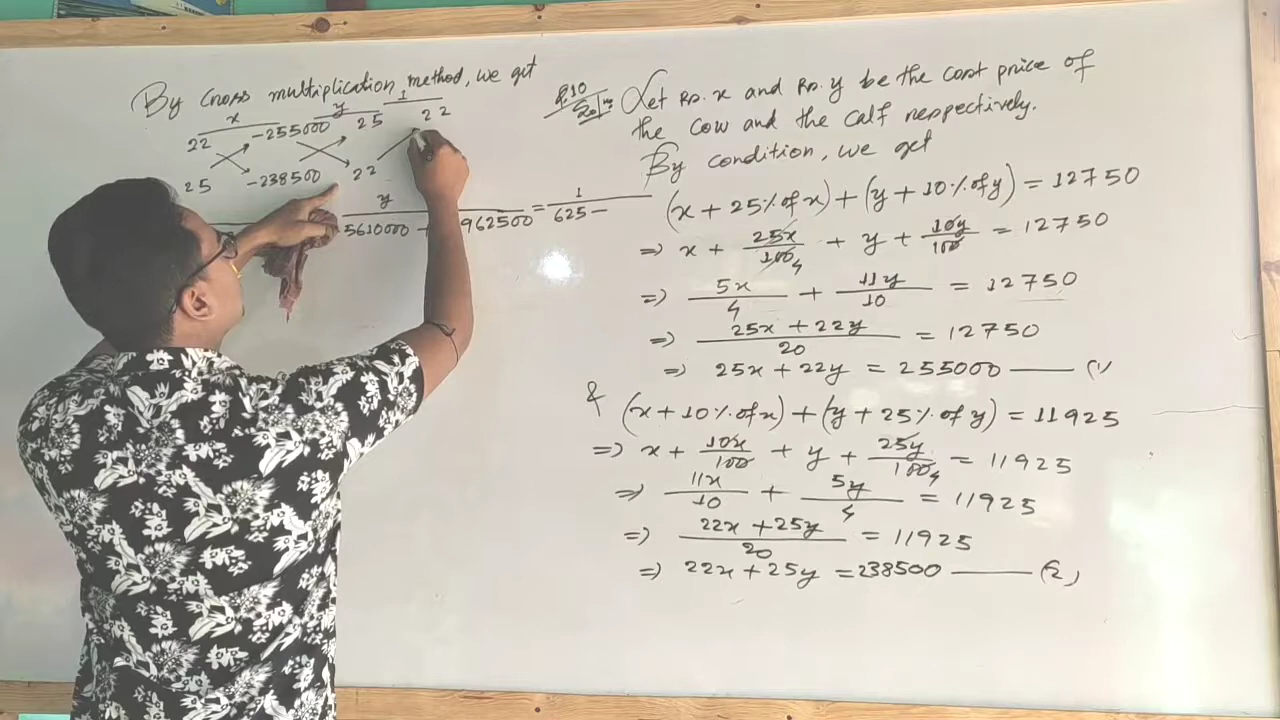 By cross multiplication method, we get
x y 1
22 -255000 25 22
25 -238500 22
y 1
5610000 - 962500 = 625 -
Q.10 Let Rs. x and Rs. y be the cost price of
the cow and the calf respectively.
By condition, we get
(x + 25% of x) + (y + 10% of y) = 12750
=> x + 25x/100 4 + y + 10y/100 = 12750
=> 5x/4 + 11y/10 = 12750
=> 25x + 22y/20 = 12750
=> 25x + 22y = 255000 —— (1)
& (x + 10% of x) + (y + 25% of y) = 11925
=> x + 10x/100 + y + 25y/100 4 = 11925
=> 11x/10 + 5y/4 = 11925
=> 22x + 25y/20 = 11925
=> 22x + 25y = 238500 —— (2)